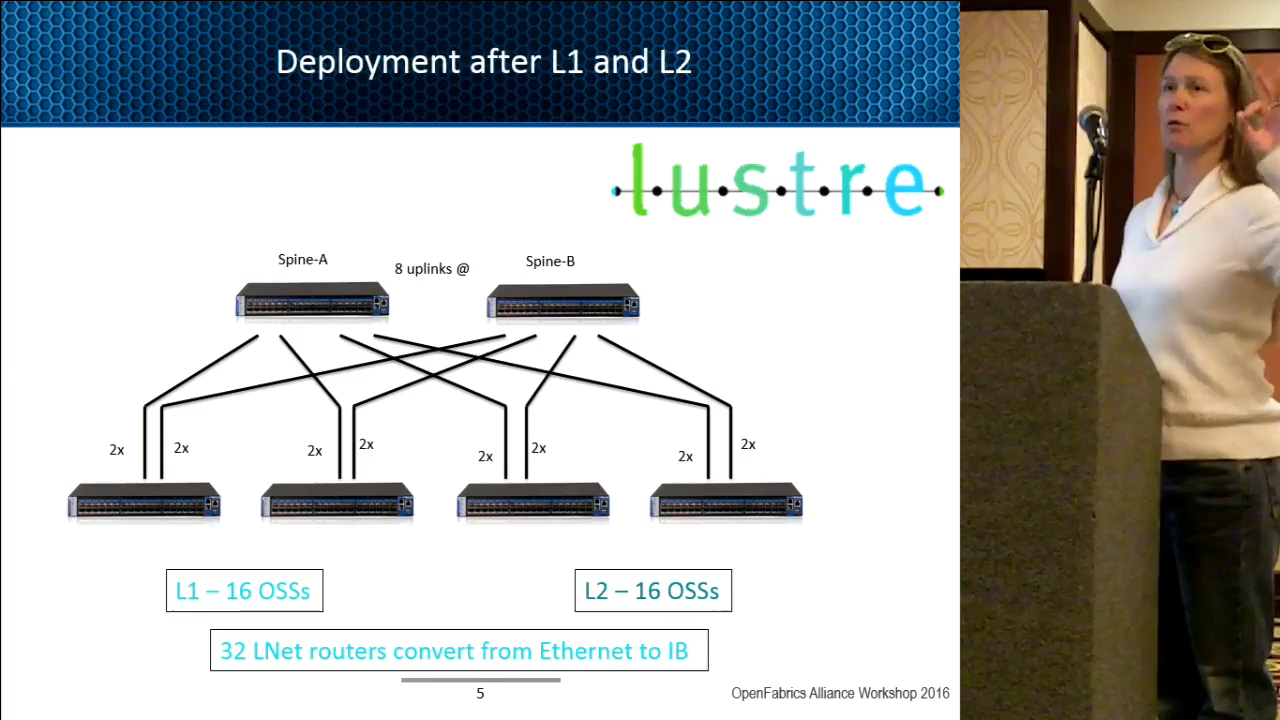 Deployment after L1 and L2
lustre
Spine-A
8 uplinks @
Spine-B
2x
2x
2x
2x
2x
2x
2x
2x
L1 – 16 OSSs
L2 – 16 OSSs
32 LNet routers convert from Ethernet to IB
5
OpenFabrics Alliance Workshop 2016